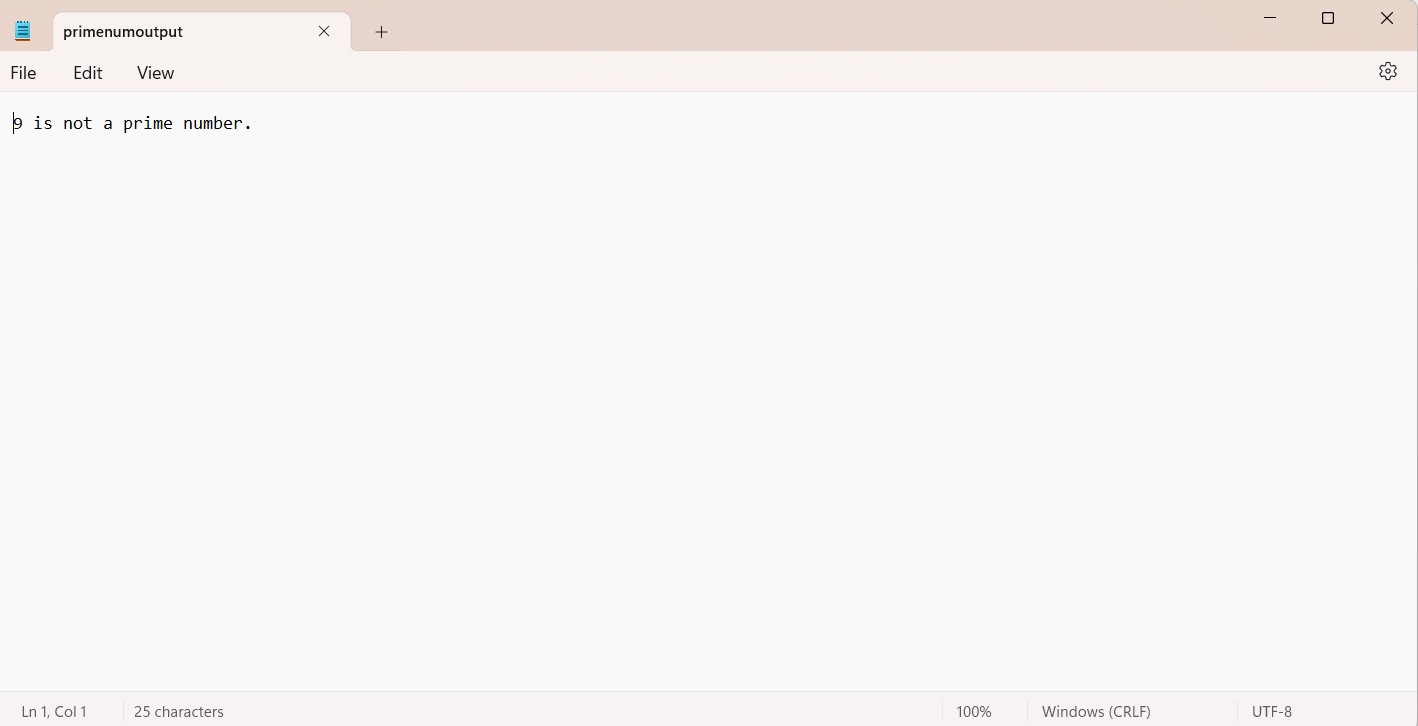 primenumoutput
File Edit View
9 is not a prime number.
Ln 1, Col 1 25 characters 100% Windows (CRLF) UTF-8